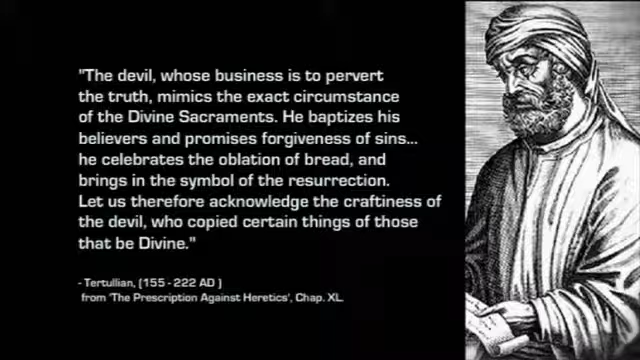 "The devil, whose business is to pervert
the truth, mimics the exact circumstance
of the Divine Sacraments. He baptizes his
believers and promises forgiveness of sins...
he celebrates the oblation of bread, and
brings in the symbol of the resurrection.
Let us therefore acknowledge the craftiness of
the devil, who copied certain things of those
that be Divine."
- Tertullian, (155 - 222 AD )
from 'The Prescription Against Heretics', Chap. XL.